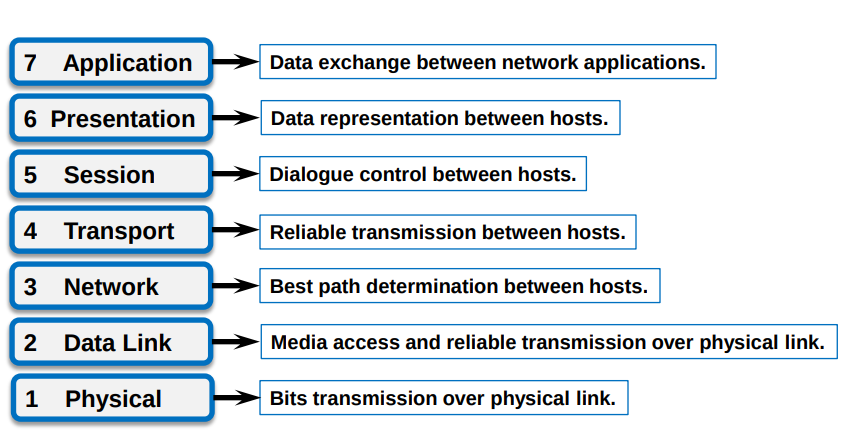 7 Application
Data exchange between network applications.
6 Presentation
Data representation between hosts.
5 Session
Dialogue control between hosts.
4 Transport
Reliable transmission between hosts.
3 Network
Best path determination between hosts.
2 Data Link
Media access and reliable transmission over physical link.
1 Physical
Bits transmission over physical link.